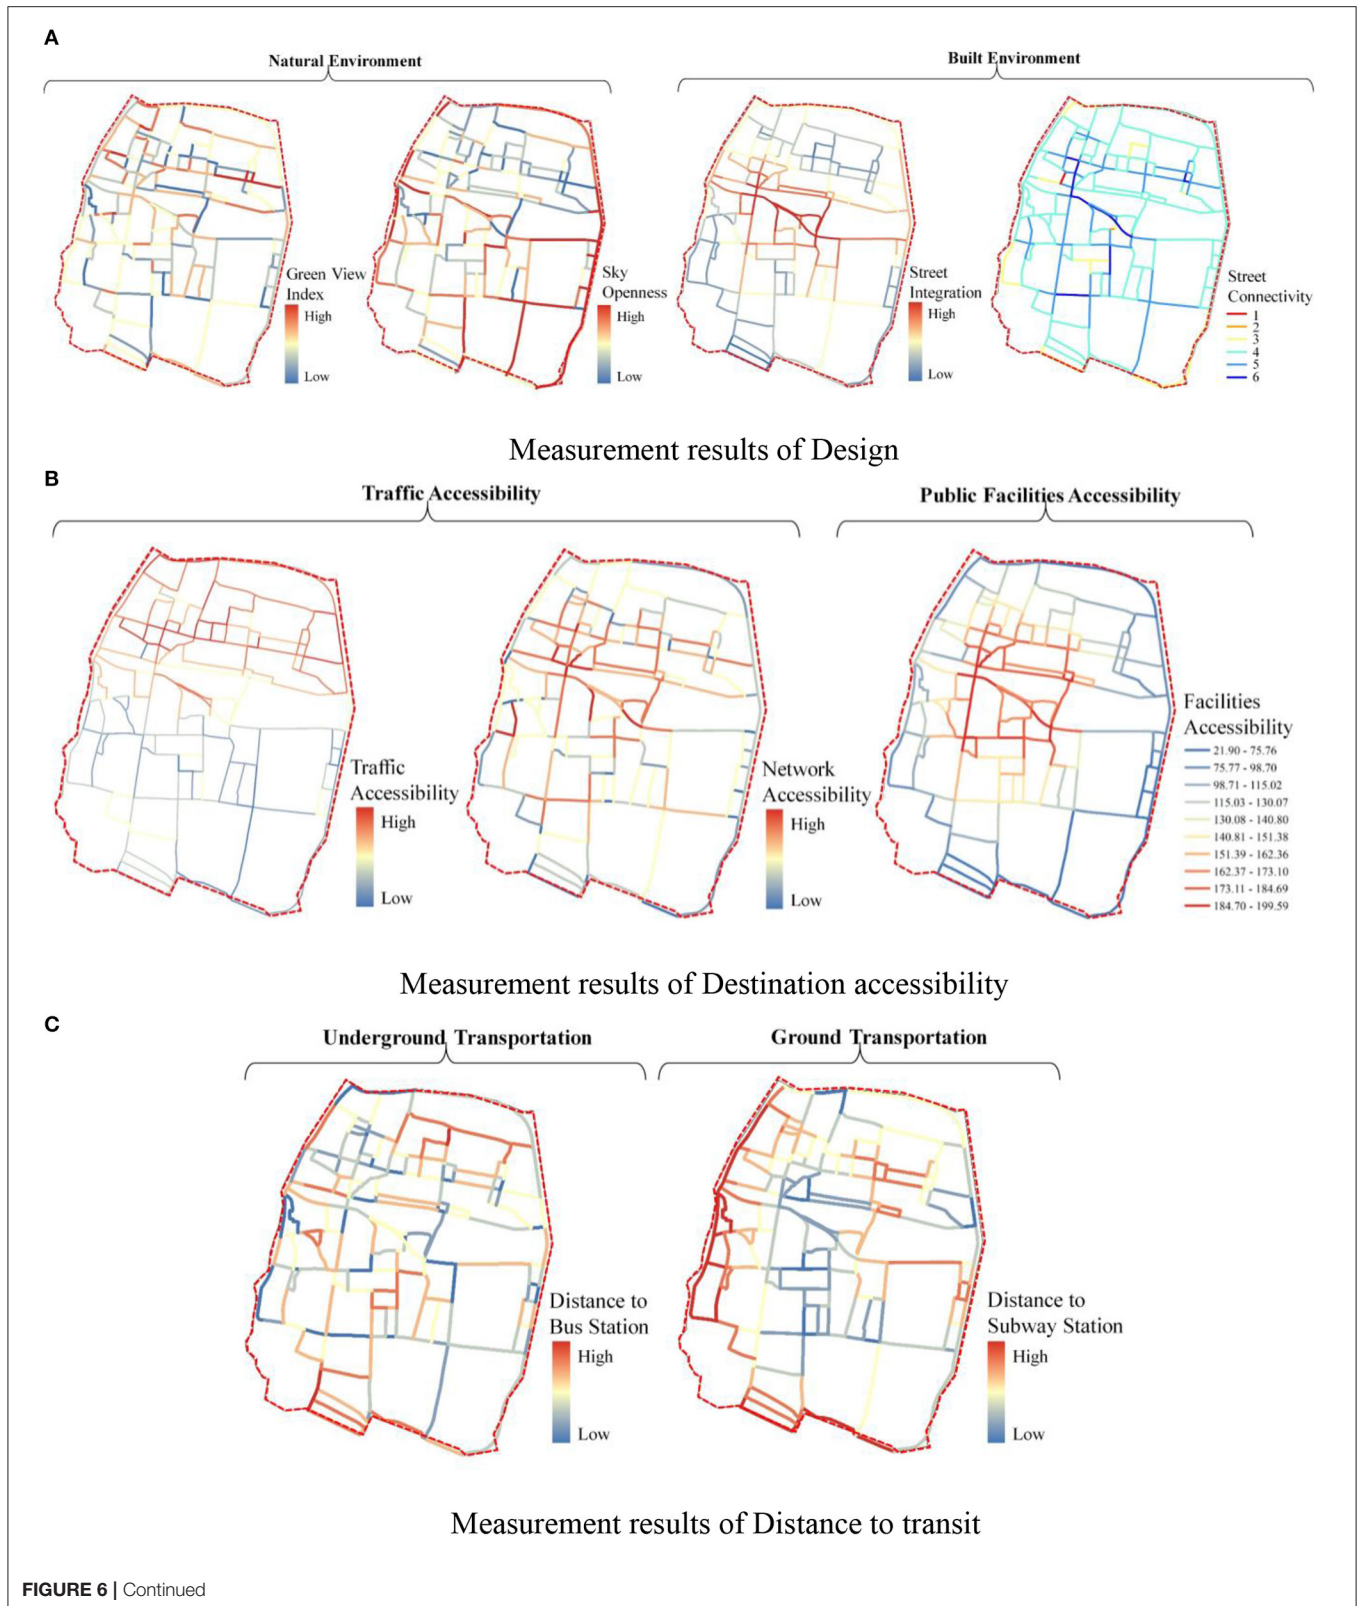 A
Natural Environment
Built Environment
Green View
Index
High
Low
Sky
Openness
High
Low
Street
Integration
High
Low
Street
Connectivity
1
2
3
4
5
6
Measurement results of Design
B
Traffic Accessibility
Public Facilities Accessibility
Traffic
Accessibility
High
Low
Network
Accessibility
High
Low
Facilities
Accessibility
21.90 - 75.76
75.77 - 98.70
98.71 - 115.02
115.03 - 130.07
130.08 - 140.80
140.81 - 151.38
151.39 - 162.36
162.37 - 173.10
173.11 - 184.69
184.70 - 199.59
Measurement results of Destination accessibility
C
Underground Transportation
Ground Transportation
Distance to
Bus Station
High
Low
Distance to
Subway Station
High
Low
Measurement results of Distance to transit
FIGURE 6 | Continued